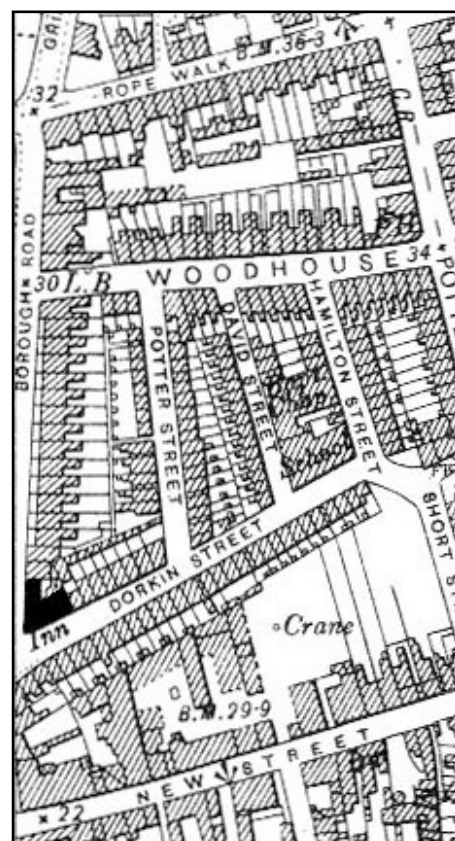 GRI
B.M. 36·3
ROPE WALK
32
BOROUGH ROAD
WOODHOUSE
34
30
L.B
POTTER STREET
DAVID STREET
HAMILTON STREET
School
DORKIN STREET
SHORT S
Inn
Crane
B.M. 29·9
NEW STREET
22